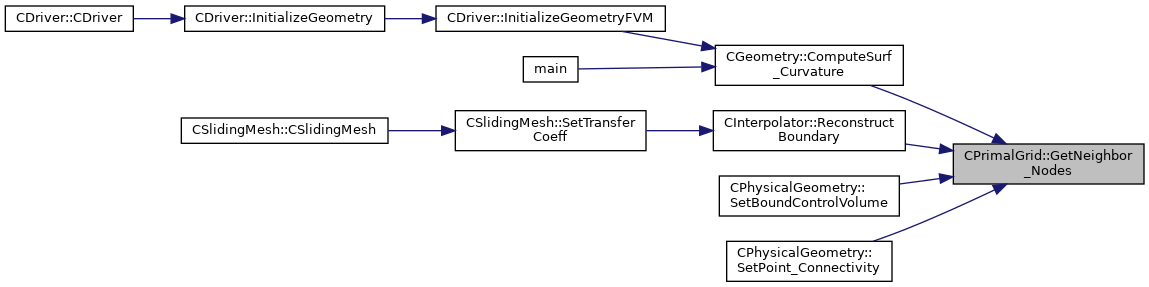 CDriver::CDriver
CDriver::InitializeGeometry
CDriver::InitializeGeometryFVM
CGeometry::ComputeSurf
_Curvature
main
CSlidingMesh::CSlidingMesh
CSlidingMesh::SetTransfer
Coeff
CInterpolator::Reconstruct
Boundary
CPrimalGrid::GetNeighbor
_Nodes
CPhysicalGeometry::
SetBoundControlVolume
CPhysicalGeometry::
SetPoint_Connectivity